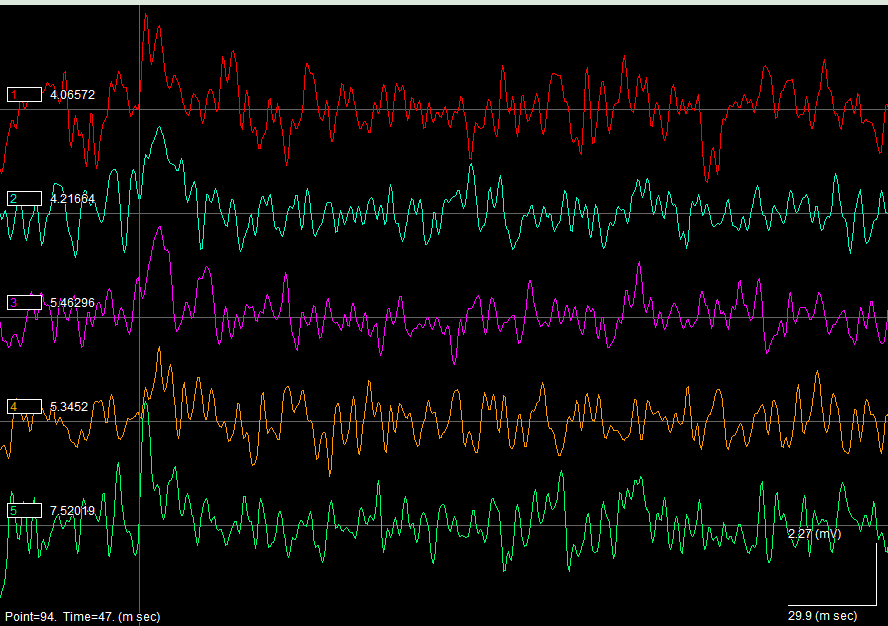 1 4.06572
2 4.21664
3 5.46296
4 5.3452
5 7.52019
2.27 (mV)
29.9 (m sec)
Point=94. Time=47. (m sec)